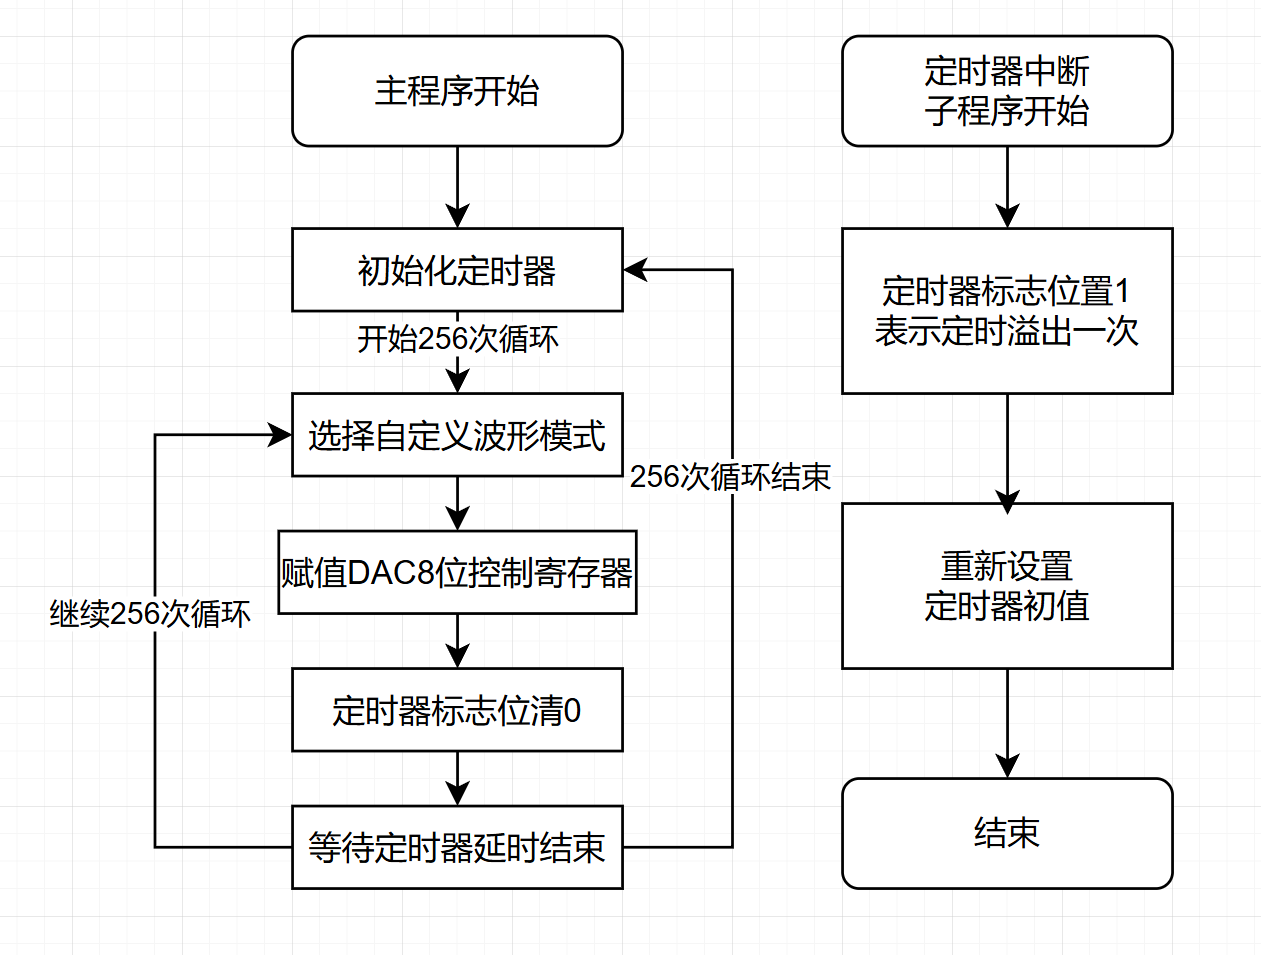 主程序开始
初始化定时器
开始256次循环
选择自定义波形模式
赋值DAC8位控制寄存器
定时器标志位清0
等待定时器延时结束
继续256次循环
256次循环结束
定时器中断
子程序开始
定时器标志位置1
表示定时溢出一次
重新设置
定时器初值
结束